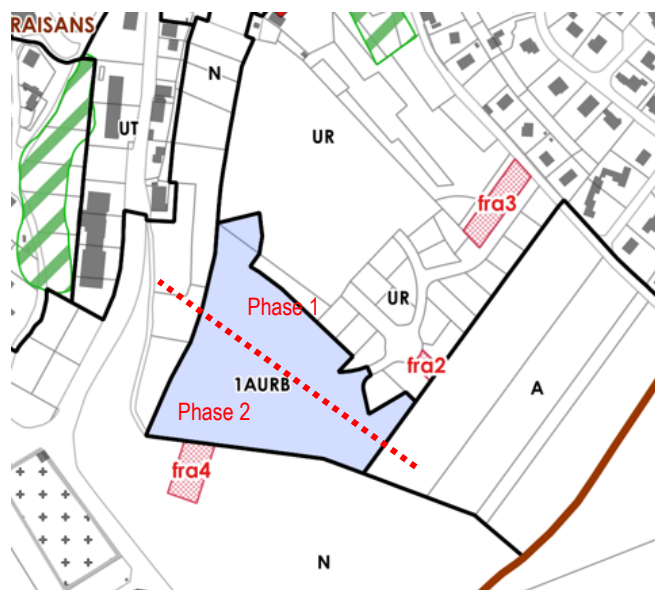 RAISANS
N
UT
UR
fra3
Phase 1
UR
fra2
1AURB
A
Phase 2
fra4
N